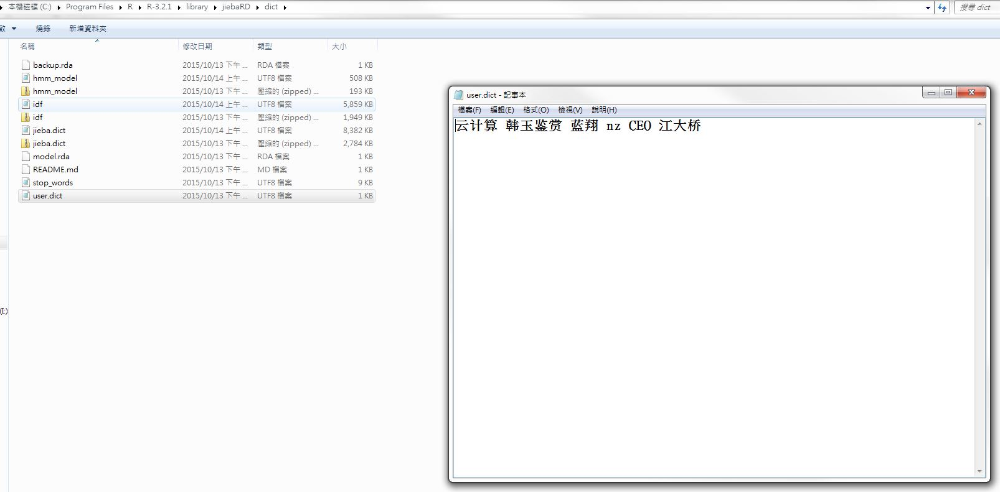 本機磁碟 (C:) ▸ Program Files ▸ R ▸ R-3.2.1 ▸ library ▸ jiebaRD ▸ dict ▸
搜尋 dict
燒錄 新增資料夾
名稱 修改日期 類型 大小
backup.rda 2015/10/13 下午 ... RDA 檔案 1 KB
hmm_model 2015/10/14 上午 ... UTF8 檔案 508 KB
hmm_model 2015/10/13 下午 ... 壓縮的 (zipped) ... 193 KB
idf 2015/10/14 上午 ... UTF8 檔案 5,859 KB
idf 2015/10/13 下午 ... 壓縮的 (zipped) ... 1,949 KB
jieba.dict 2015/10/14 上午 ... UTF8 檔案 8,382 KB
jieba.dict 2015/10/13 下午 ... 壓縮的 (zipped) ... 2,784 KB
model.rda 2015/10/13 下午 ... RDA 檔案 1 KB
README.md 2015/10/13 下午 ... MD 檔案 1 KB
stop_words 2015/10/13 下午 ... UTF8 檔案 9 KB
user.dict 2015/10/13 下午 ... UTF8 檔案 1 KB
(I:)
user.dict - 記事本
檔案(F) 編輯(E) 格式(O) 檢視(V) 說明(H)
云计算 韩玉鉴赏 蓝翔 nz CEO 江大桥